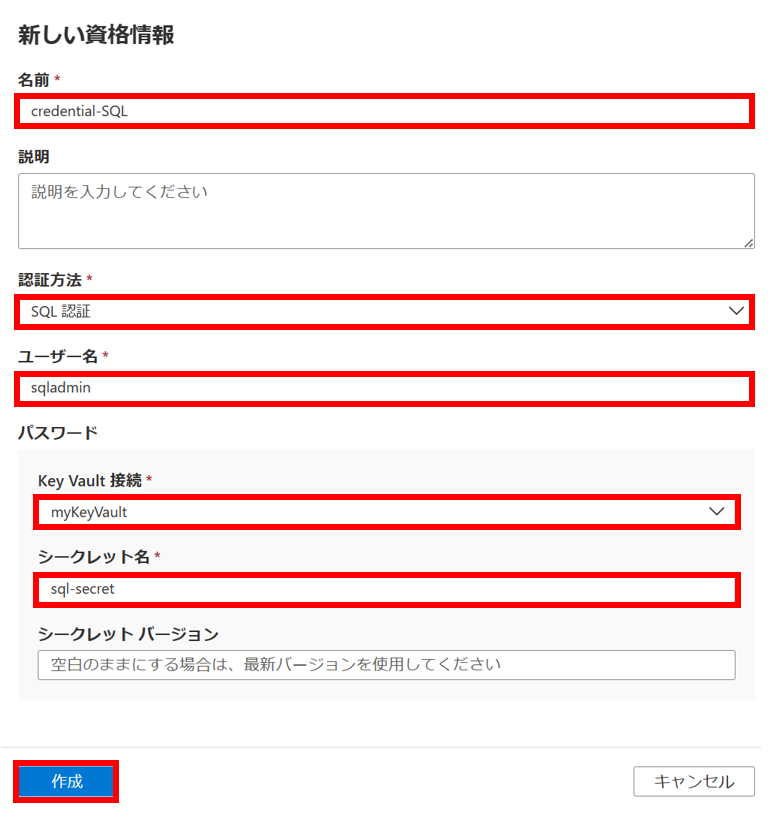 新しい資格情報
名前 *
credential-SQL
説明
説明を入力してください
認証方法 *
SQL 認証
ユーザー名 *
sqladmin
パスワード
Key Vault 接続 *
myKeyVault
シークレット名 *
sql-secret
シークレット バージョン
空白のままにする場合は、最新バージョンを使用してください
作成
キャンセル